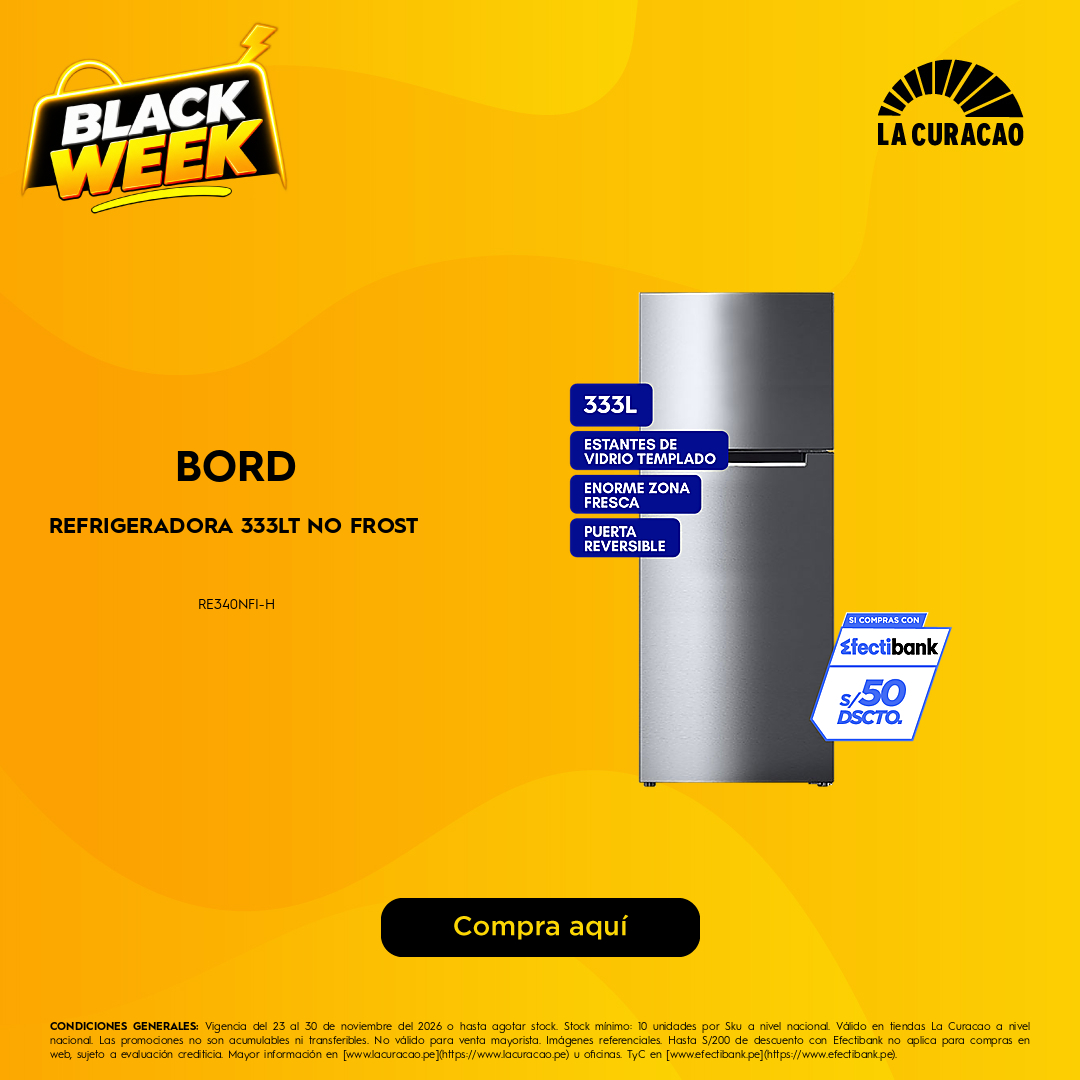 BLACK
WEEK
LA CURACAO
333L
ESTANTES DE
VIDRIO TEMPLADO
ENORME ZONA
FRESCA
PUERTA
REVERSIBLE
BORD
REFRIGERADORA 333LT NO FROST
RE340NFI-H
SI COMPRAS CON
Efectibank
S/50
DSCTO.
Compra aquí
CONDICIONES GENERALES: Vigencia del 23 al 30 de noviembre del 2026 o hasta agotar stock. Stock mínimo: 10 unidades por Sku a nivel nacional. Válido en tiendas La Curacao a nivel
nacional. Las promociones no son acumulables ni transferibles. No válido para venta mayorista. Imágenes referenciales. Hasta S/200 de descuento con Efectibank no aplica para compras en
web, sujeto a evaluación crediticia. Mayor información en [www.lacuracao.pe](https://www.lacuracao.pe) u oficinas. TyC en [www.efectibank.pe](https://www.efectibank.pe).